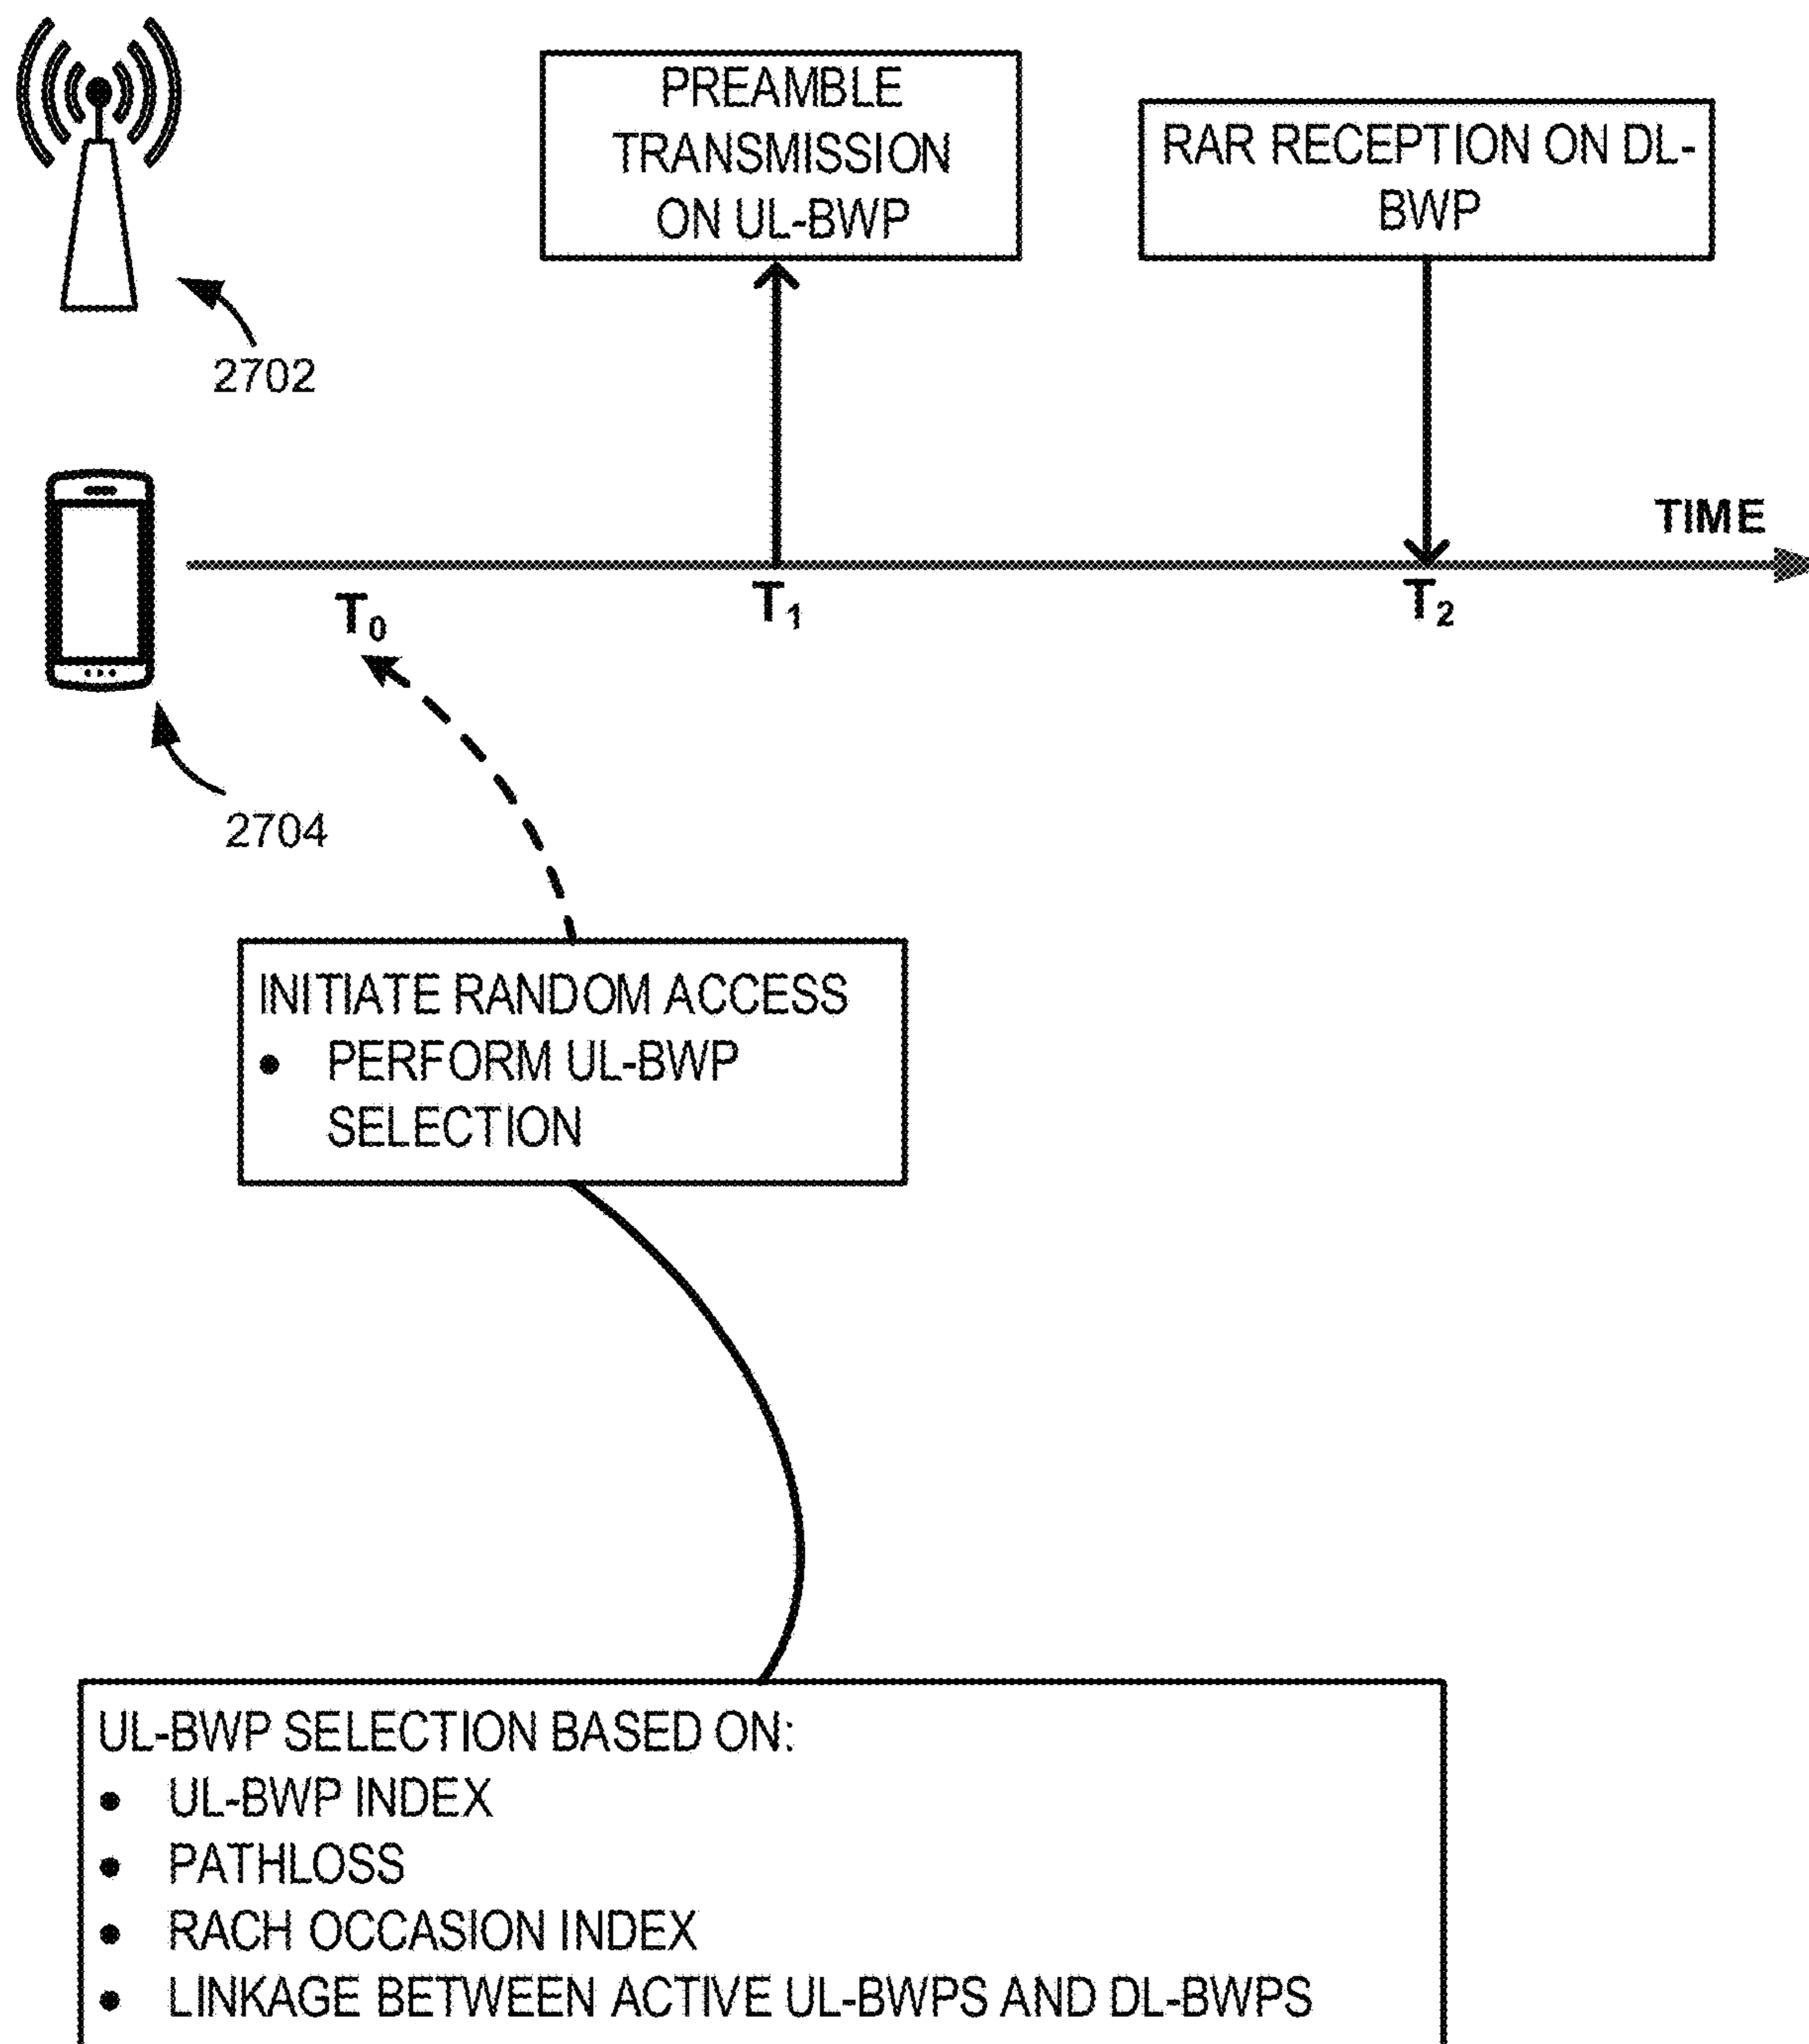 PREAMBLE
TRANSMISSION
ON UL-BWP
RAR RECEPTION ON DL-
BWP
2702
TIME
T₀
T₁
T₂
2704
INITIATE RANDOM ACCESS
• PERFORM UL-BWP
SELECTION
UL-BWP SELECTION BASED ON:
• UL-BWP INDEX
• PATHLOSS
• RACH OCCASION INDEX
• LINKAGE BETWEEN ACTIVE UL-BWPS AND DL-BWPS